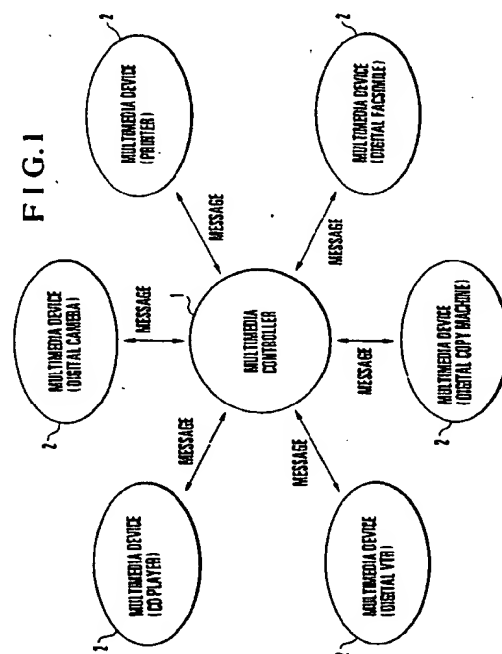 FIG.1
2
MULTIMEDIA DEVICE
(CD PLAYER)
2
MULTIMEDIA DEVICE
(DIGITAL CAMERA)
2
MULTIMEDIA DEVICE
(PRINTER)
MESSAGE
MESSAGE
MESSAGE
1
MULTIMEDIA
CONTROLLER
MESSAGE
MESSAGE
MESSAGE
2
MULTIMEDIA DEVICE
(DIGITAL VTR)
2
MULTIMEDIA DEVICE
(DIGITAL COPY MACHINE)
2
MULTIMEDIA DEVICE
(DIGITAL FACSIMILE)